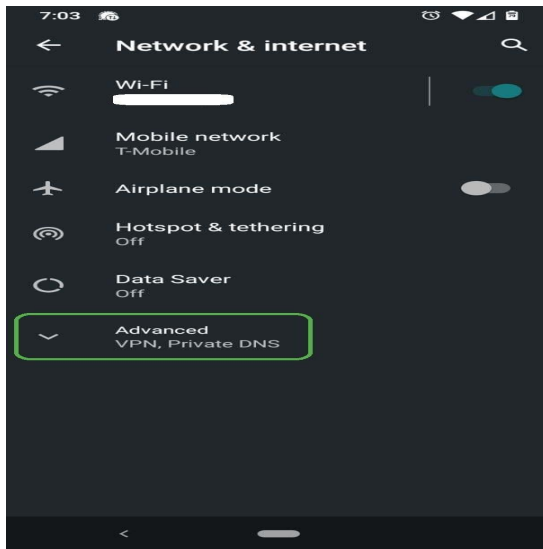 7:03
Network & internet
Wi-Fi
Mobile network
T-Mobile
Airplane mode
Hotspot & tethering
Off
Data Saver
Off
Advanced
VPN, Private DNS